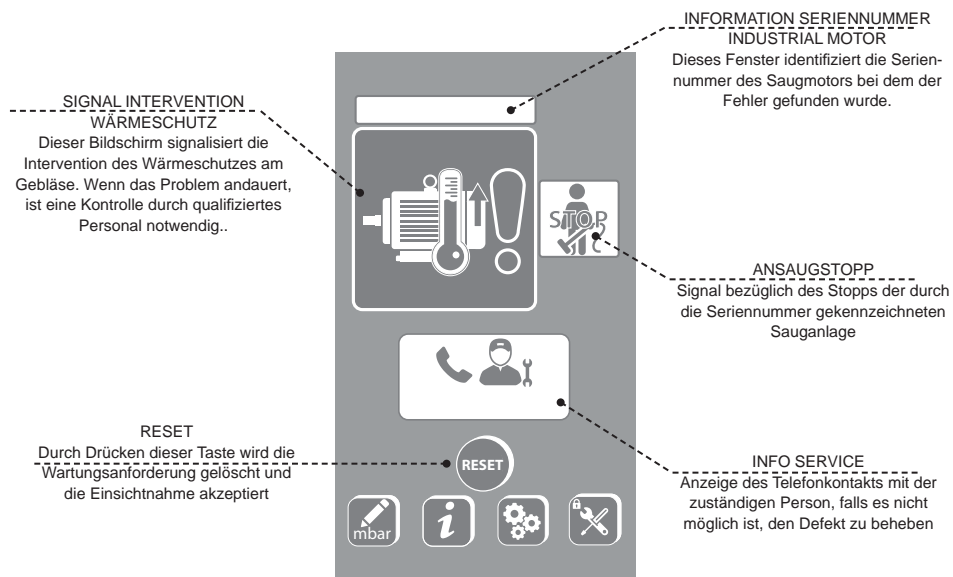 INFORMATION SERIENNUMMER
INDUSTRIAL MOTOR
Dieses Fenster identifiziert die Serien-
nummer des Saugmotors bei dem der
Fehler gefunden wurde.
SIGNAL INTERVENTION
WÄRMESCHUTZ
Dieser Bildschirm signalisiert die
Intervention des Wärmeschutzes am
Gebläse. Wenn das Problem andauert,
ist eine Kontrolle durch qualifiziertes
Personal notwendig..
STOP
ANSAUGSTOPP
Signal bezüglich des Stopps der durch
die Seriennummer gekennzeichneten
Sauganlage
RESET
Durch Drücken dieser Taste wird die
Wartungsanforderung gelöscht und
die Einsichtnahme akzeptiert
RESET
INFO SERVICE
Anzeige des Telefonkontakts mit der
zuständigen Person, falls es nicht
möglich ist, den Defekt zu beheben
mbar
i